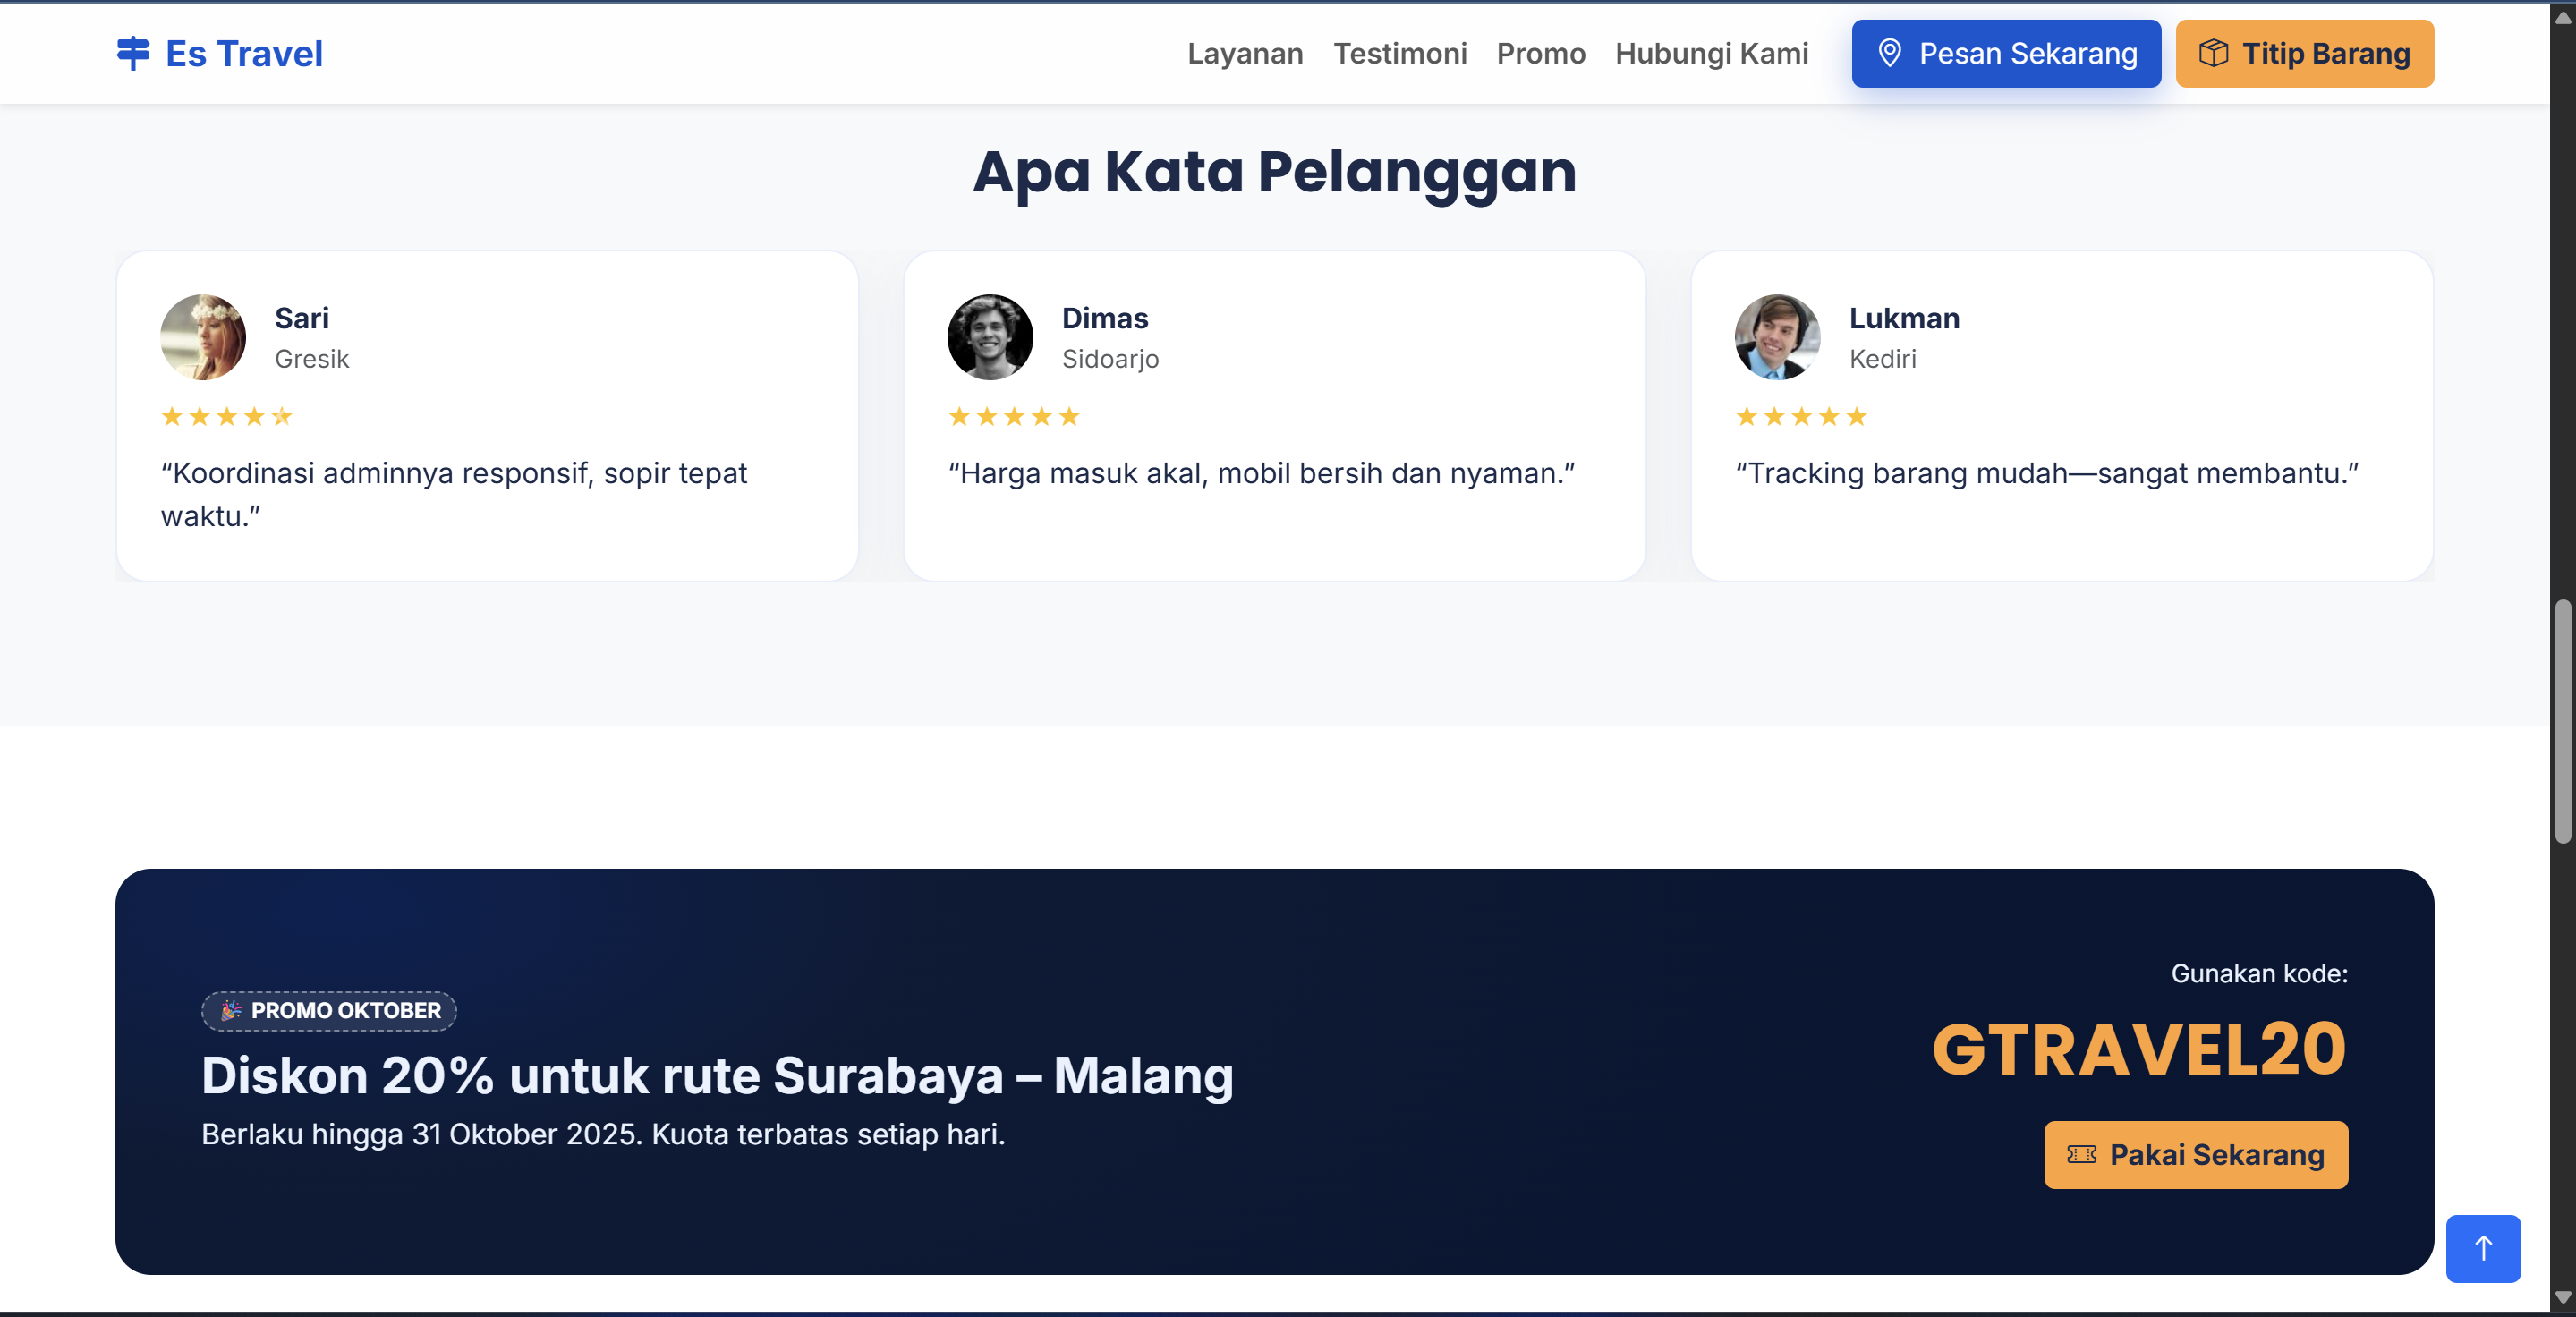 Es Travel
Layanan
Testimoni
Promo
Hubungi Kami
Pesan Sekarang
Titip Barang
Apa Kata Pelanggan
Sari
Gresik
“Koordinasi adminnya responsif, sopir tepat
waktu.”
Dimas
Sidoarjo
“Harga masuk akal, mobil bersih dan nyaman.”
Lukman
Kediri
“Tracking barang mudah—sangat membantu.”
🎉 PROMO OKTOBER
Diskon 20% untuk rute Surabaya – Malang
Berlaku hingga 31 Oktober 2025. Kuota terbatas setiap hari.
Gunakan kode:
GTRAVEL20
Pakai Sekarang